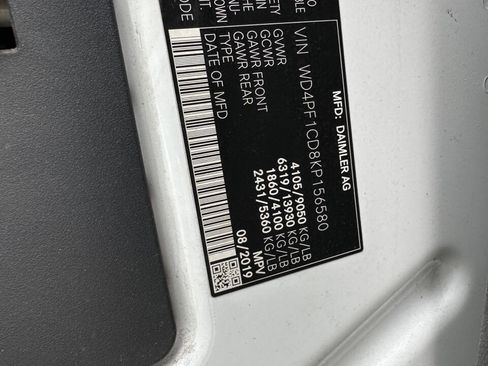 MFD: DAIMLER AG
VIN WD4PF1CD8KP156580
GVWR 4105/9050 KG/LB
GCWR 6319/13930 KG/LB
GAWR FRONT 1860/4100 KG/LB
GAWR REAR 2431/5360 KG/LB
TYPE MPV
DATE OF MFD 08/2019